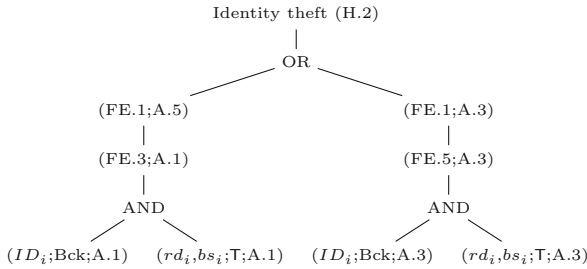 Identity theft (H.2)
OR
(FE.1;A.5) (FE.1;A.3)
(FE.3;A.1) (FE.5;A.3)
AND AND
(ID_i;Bck;A.1) (rd_i,bs_i;T;A.1) (ID_i;Bck;A.3) (rd_i,bs_i;T;A.3)